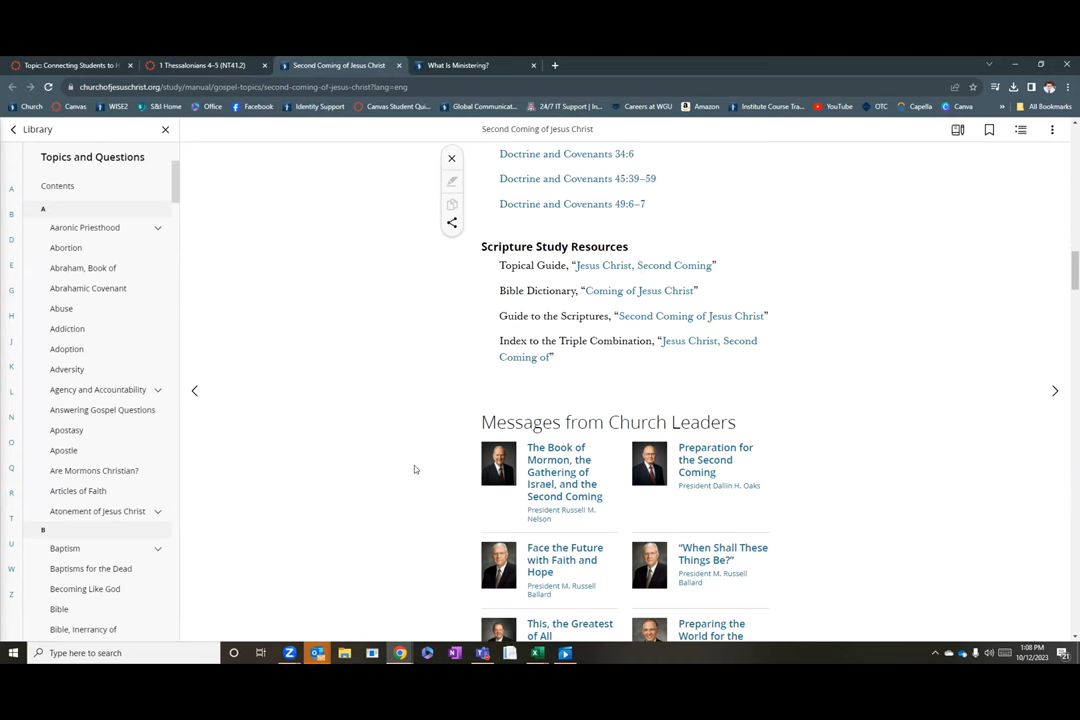 Topic: Connecting Students to H
1 Thessalonians 4–5 (NT41.2)
Second Coming of Jesus Christ
What Is Ministering?
churchofjesuschrist.org/study/manual/gospel-topics/second-coming-of-jesus-christ?lang=eng
Church
Canvas
WISE2
S&I Home
Office
Facebook
Identity Support
Canvas Student Qui...
Global Communicat...
24/7 IT Support | In...
Careers at WGU
Amazon
Institute Course Tra...
YouTube
OTC
Capella
Canva
All Bookmarks
Library
Second Coming of Jesus Christ
Topics and Questions
Contents
A
Aaronic Priesthood
Abortion
Abraham, Book of
Abrahamic Covenant
Abuse
Addiction
Adoption
Adversity
Agency and Accountability
Answering Gospel Questions
Apostasy
Apostle
Are Mormons Christian?
Articles of Faith
Atonement of Jesus Christ
B
Baptism
Baptisms for the Dead
Becoming Like God
Bible
Bible, Inerrancy of
A
B
D
E
G
H
I
J
K
L
N
O
Q
R
T
U
W
Z
Doctrine and Covenants 34:6
Doctrine and Covenants 45:39–59
Doctrine and Covenants 49:6–7
Scripture Study Resources
Topical Guide, “Jesus Christ, Second Coming”
Bible Dictionary, “Coming of Jesus Christ”
Guide to the Scriptures, “Second Coming of Jesus Christ”
Index to the Triple Combination, “Jesus Christ, Second
Coming of”
Messages from Church Leaders
The Book of
Mormon, the
Gathering of
Israel, and the
Second Coming
President Russell M.
Nelson
Preparation for
the Second
Coming
President Dallin H. Oaks
Face the Future
with Faith and
Hope
President M. Russell
Ballard
“When Shall These
Things Be?”
President M. Russell
Ballard
This, the Greatest
of All
Preparing the
World for the
Type here to search
1:08 PM
10/12/2023
21